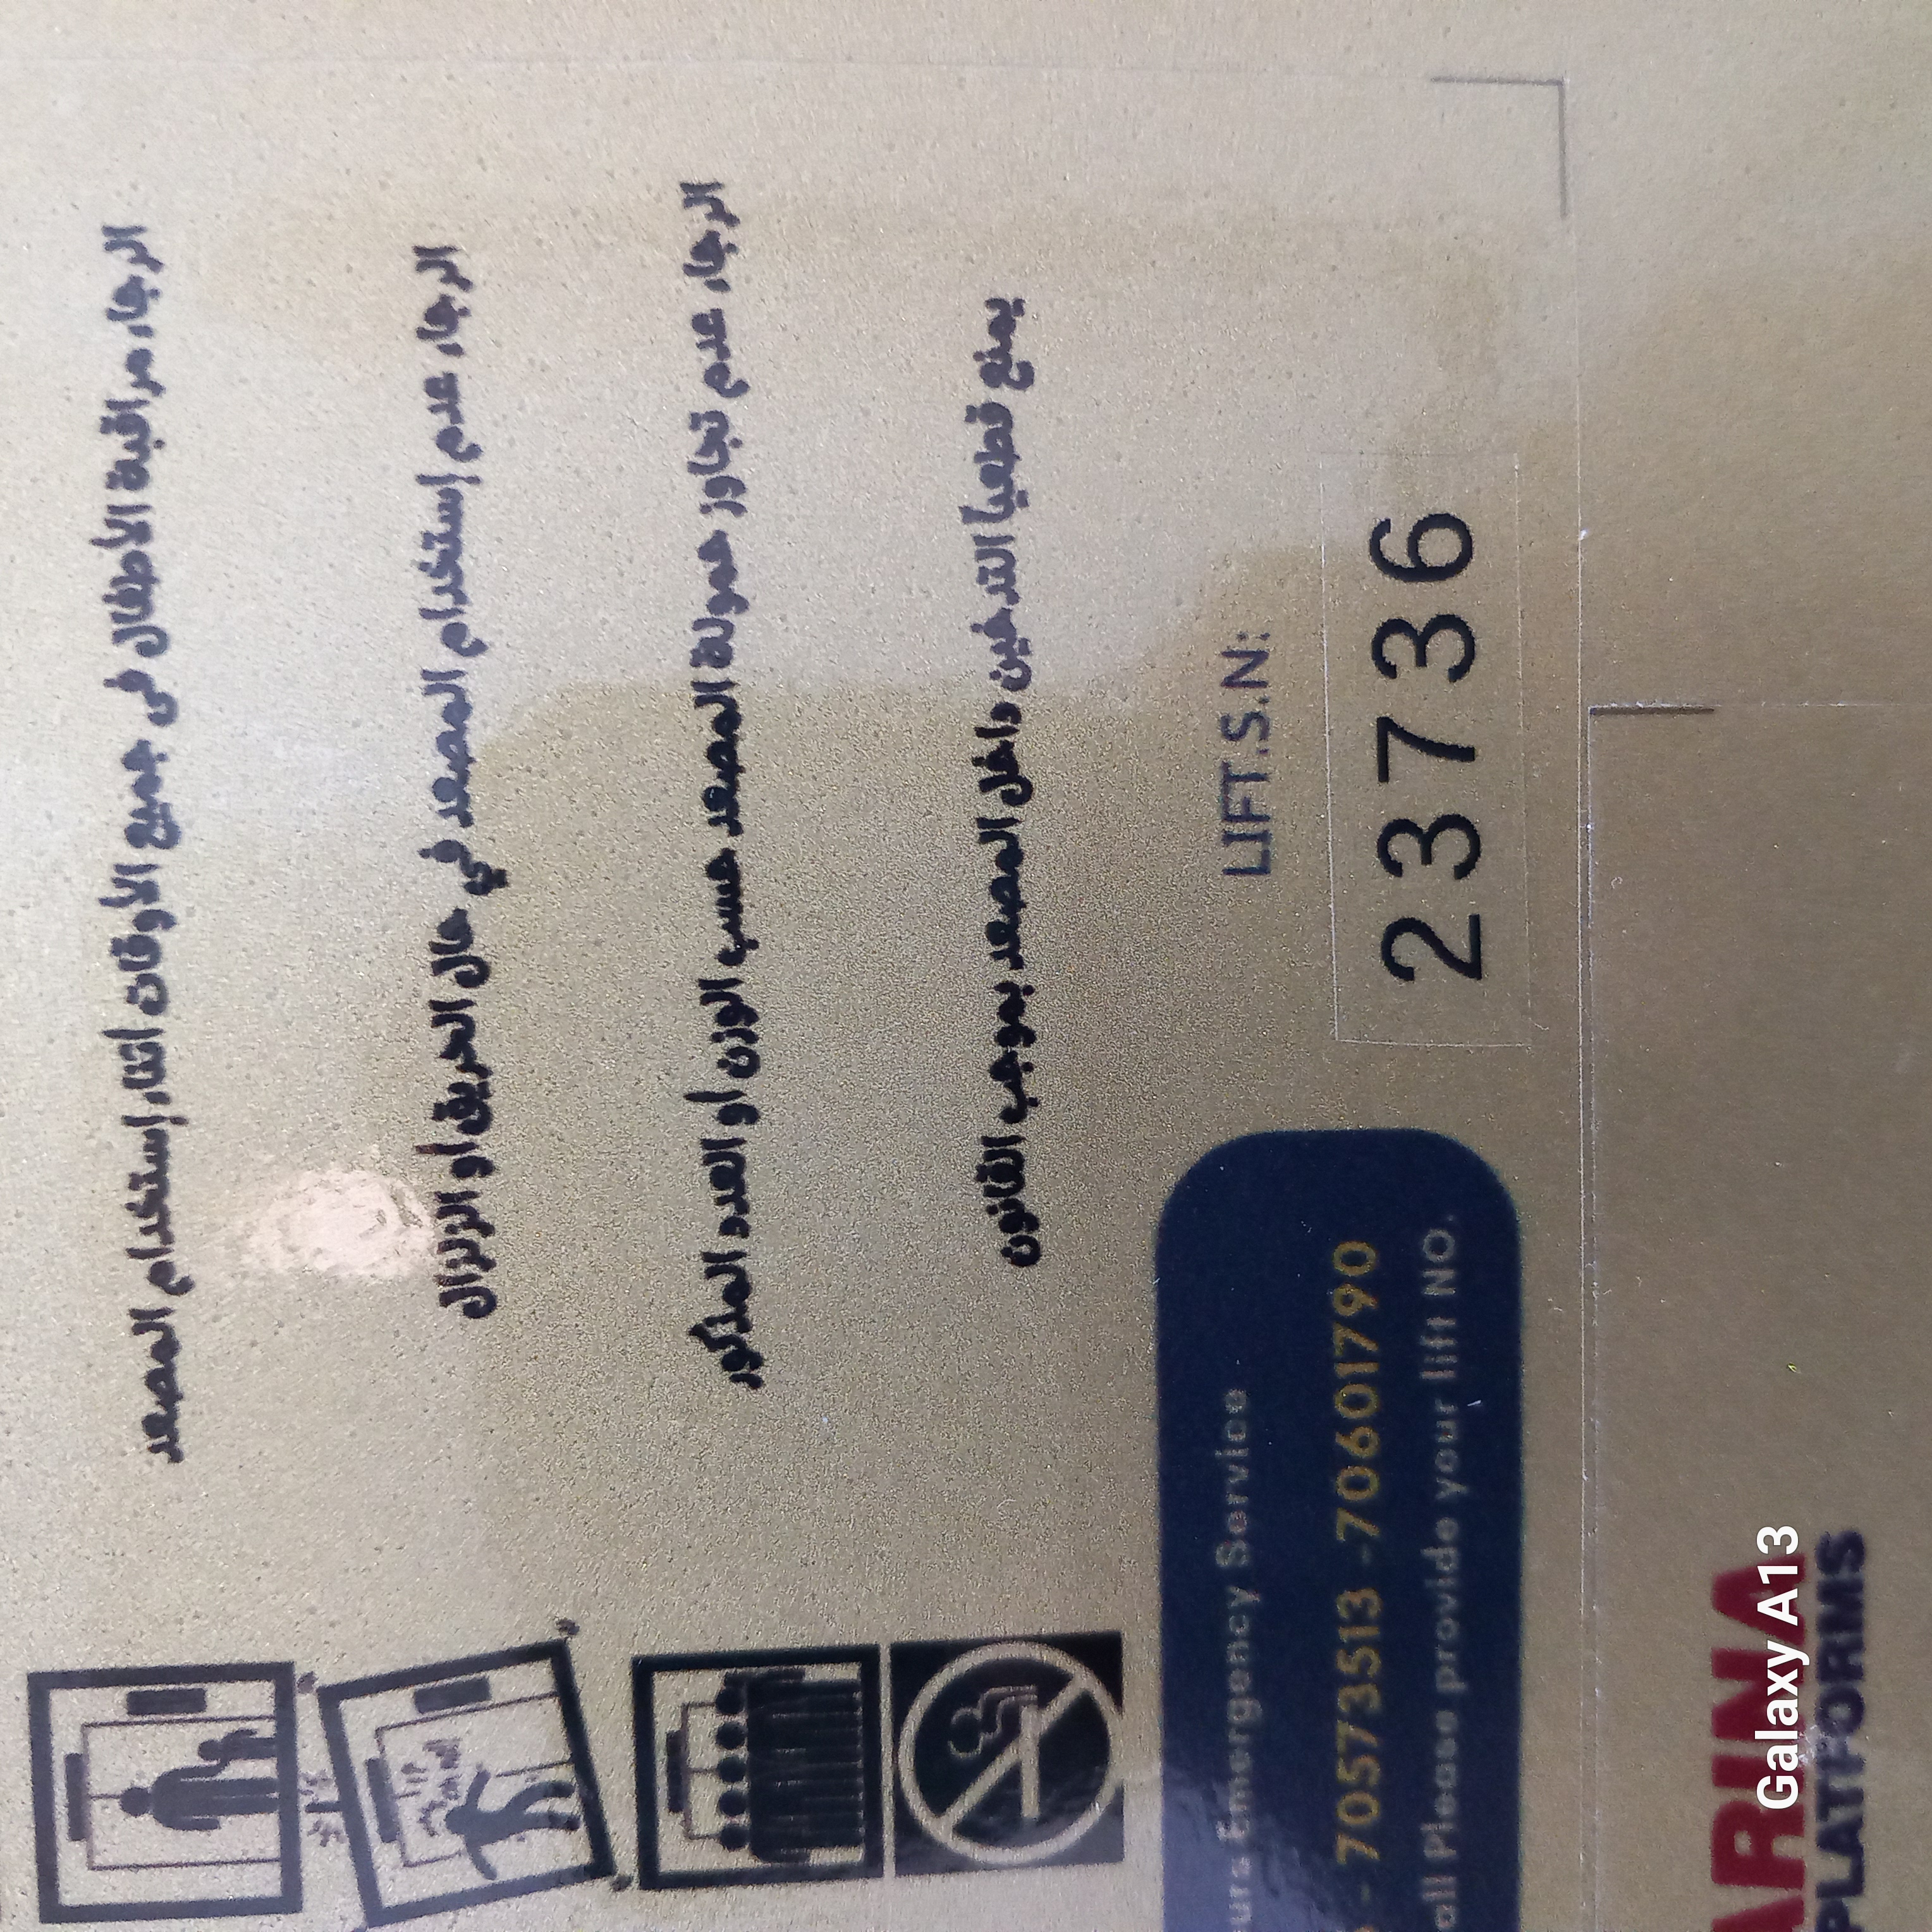 الرجاء مراقبة الأطفال في جميع الأوقات أثناء إستخدام المصعد
الرجاء عدم إستخدام المصعد في حال الحريق أو الزلزال
الرجاء عدم تجاوز حمولة المصعد حسب الوزن أو العدد المذكور
يمنع قطعياً التدخين داخل المصعد بموجب القانون
LIFT.S.N:
23736
Emergency Service
- 70573513 -70601790
Please provide your lift NO.
ARINA
PLATFORMS
Galaxy A13